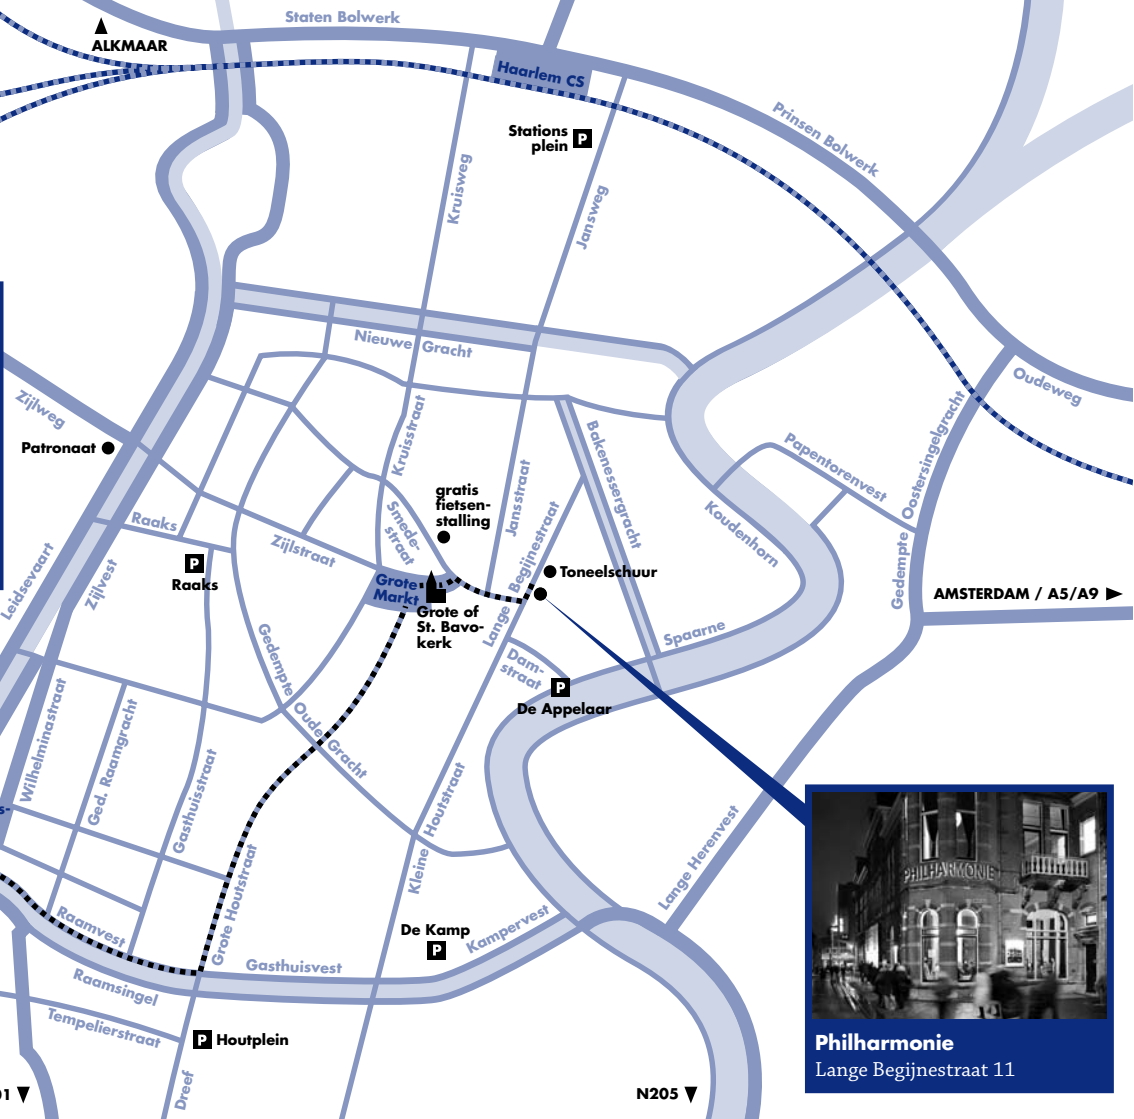 Staten Bolwerk
ALKMAAR
Haarlem CS
Prinsen Bolwerk
Stations
plein
P
Kruisweg
Jansweg
Nieuwe Gracht
Oudeweg
Zijlweg
Patronaat
Kruisstraat
Bakenessergracht
Papentorenvest
Oostersingelgracht
Gedempte
gratis
fietsen-
stalling
Jansstraat
Koudenhorn
Raaks
Smede-
straat
Zijlstraat
Lange Begijnestraat
P
Raaks
Leidsevaart
Zijlvest
Toneelschuur
Grote
Markt
AMSTERDAM / A5/A9
Grote of
St. Bavo-
kerk
Spaarne
Dam-
straat
P
De Appelaar
Gedempte Oude Gracht
Wilhelminastraat
Ged. Raamgracht
Gasthuisstraat
Kleine Houtstraat
s-
Grote Houtstraat
Lange Herenvest
PHILHARMONIE
Raamvest
De Kamp
P
Kampervest
Gasthuisvest
Raamsingel
Tempelierstraat
P Houtplein
Philharmonie
Lange Begijnestraat 11
Dreef
01
N205